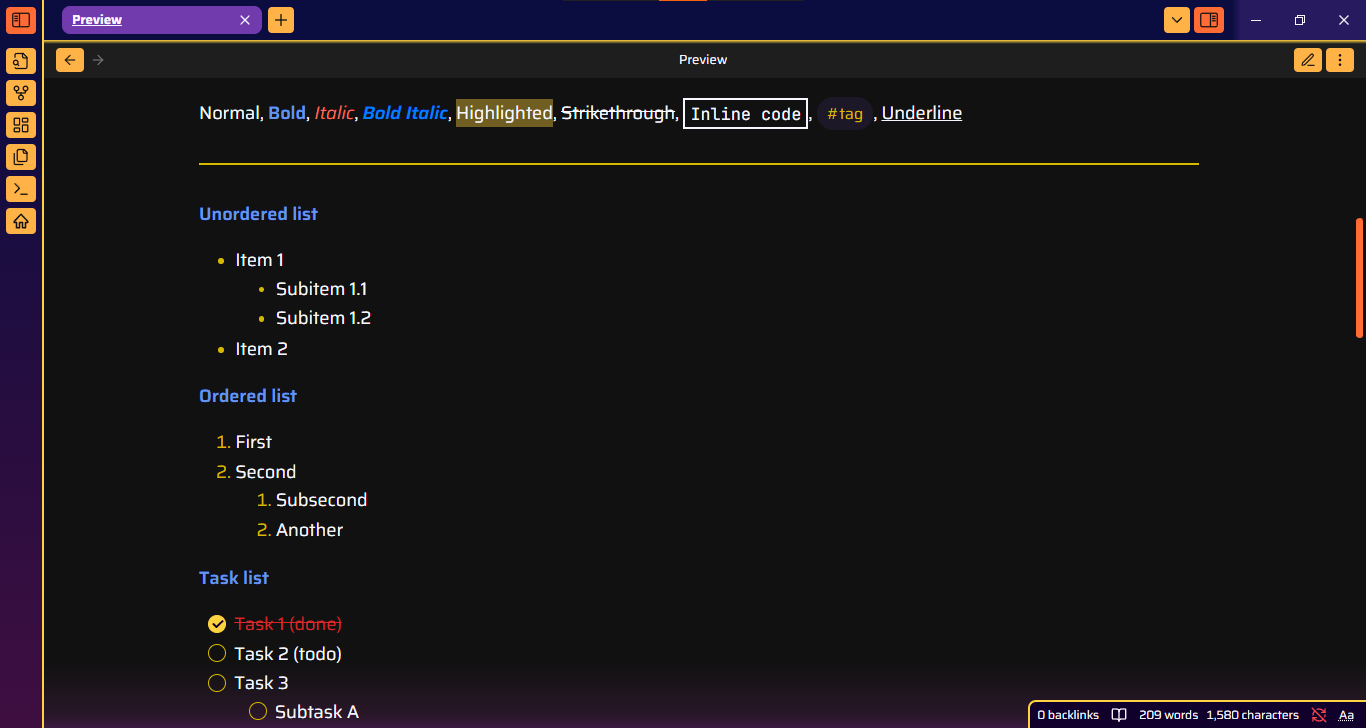 Preview
Preview
Normal, Bold, Italic, Bold Italic, Highlighted, Strikethrough, Inline code, #tag, Underline
Unordered list
Item 1
Subitem 1.1
Subitem 1.2
Item 2
Ordered list
1. First
2. Second
1. Subsecond
2. Another
Task list
Task 1 (done)
Task 2 (todo)
Task 3
Subtask A
0 backlinks 209 words 1,580 characters Aa